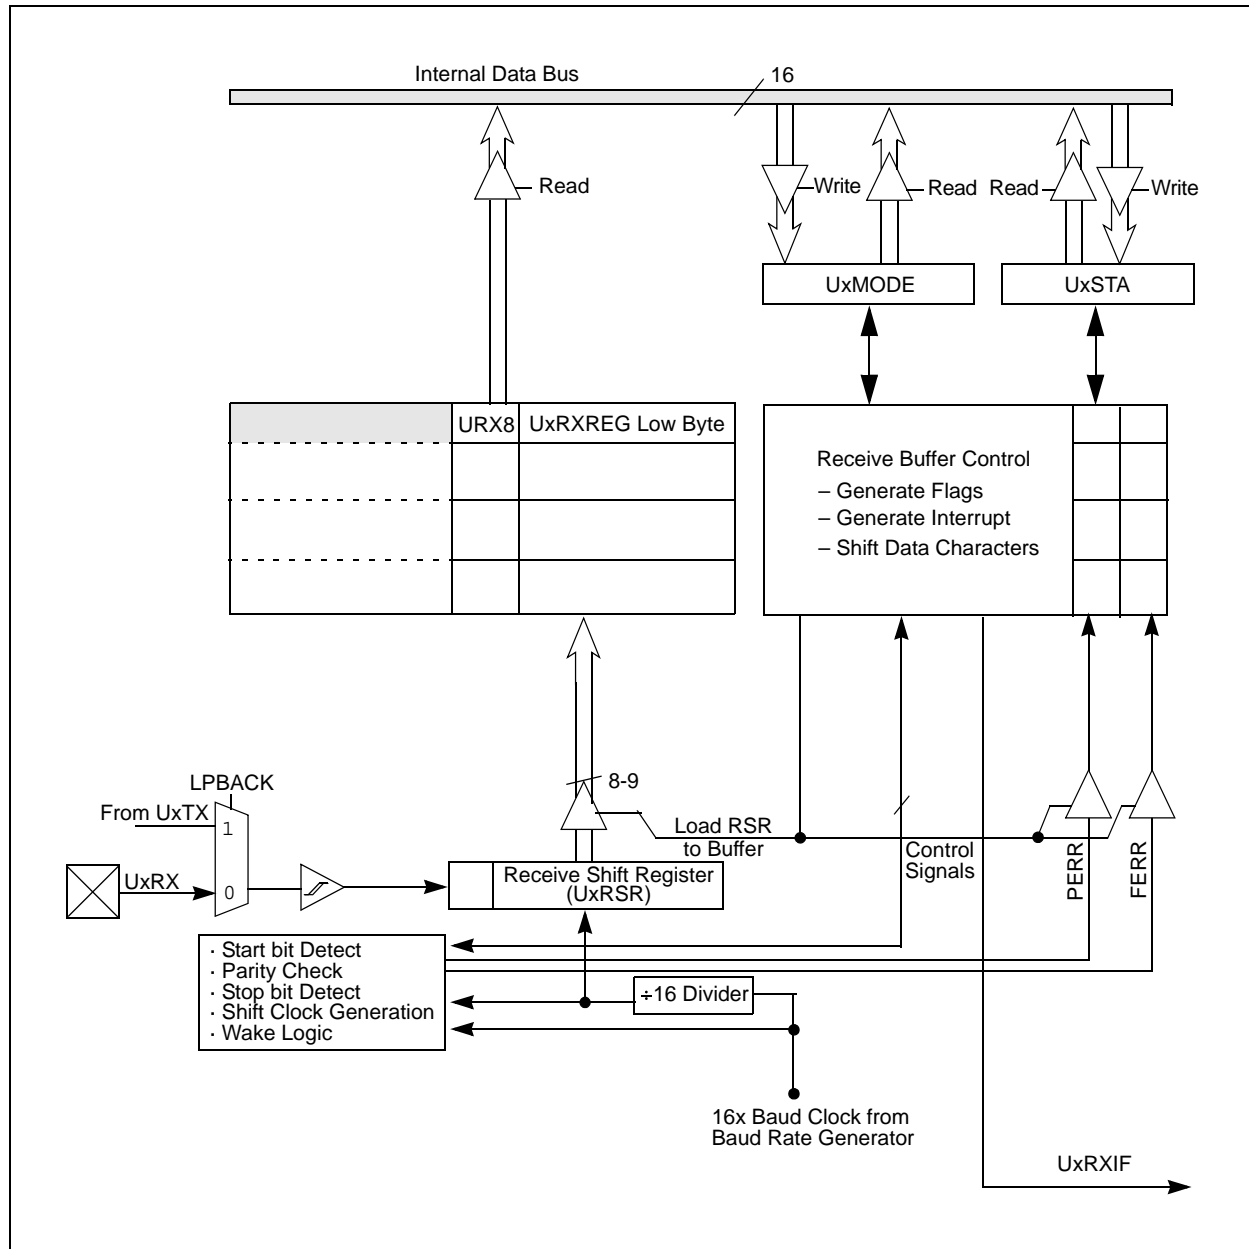 Internal Data Bus
16
Read
Write
Read
Read
Write
UxMODE
UxSTA
URX8
UxRXREG Low Byte
Receive Buffer Control
– Generate Flags
– Generate Interrupt
– Shift Data Characters
LPBACK
From UxTX
1
UxRX
0
8-9
Load RSR
to Buffer
Control
Signals
PERR
FERR
Receive Shift Register
(UxRSR)
· Start bit Detect
· Parity Check
· Stop bit Detect
· Shift Clock Generation
· Wake Logic
÷16 Divider
16x Baud Clock from
Baud Rate Generator
UxRXIF